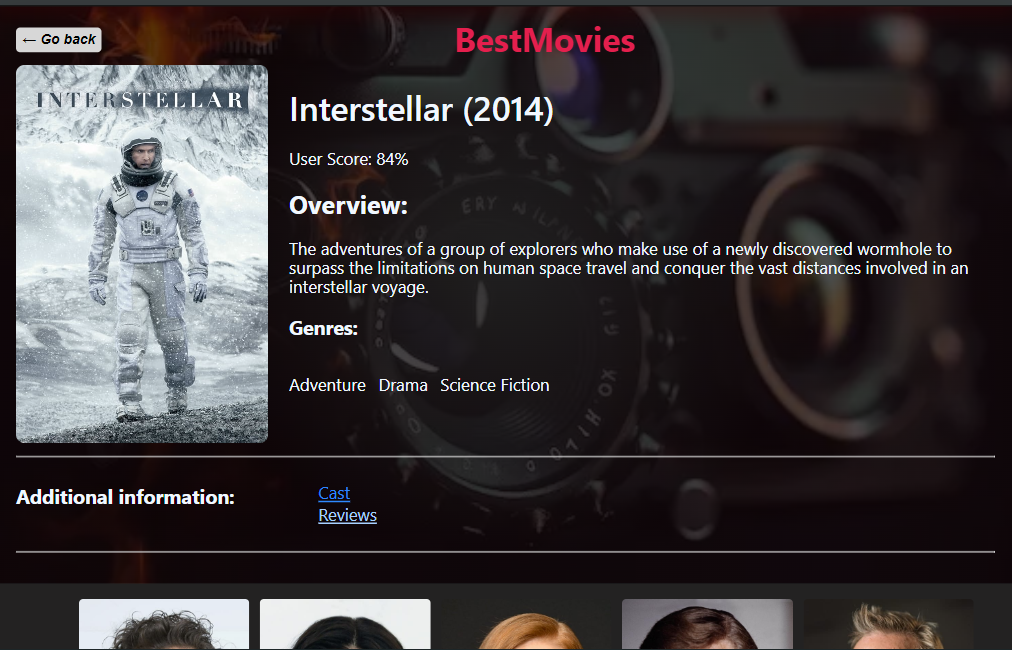 ← Go back
BestMovies
INTERSTELLAR
Interstellar (2014)
User Score: 84%
Overview:
The adventures of a group of explorers who make use of a newly discovered wormhole to
surpass the limitations on human space travel and conquer the vast distances involved in an
interstellar voyage.
Genres:
Adventure Drama Science Fiction
Additional information:
Cast
Reviews